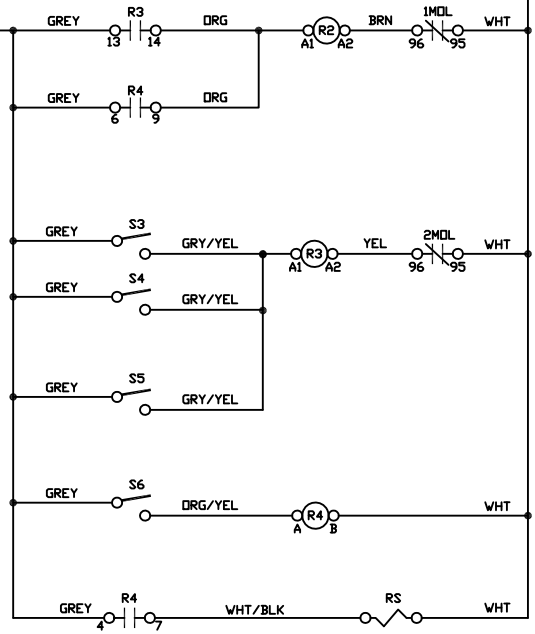 GREY R3 ORG R2 BRN 1MOL WHT
13 14 A1 A2 96 95
GREY R4 ORG
6 9
GREY S3 GRY/YEL R3 YEL 2MOL WHT
A1 A2 96 95
GREY S4 GRY/YEL
GREY S5 GRY/YEL
GREY S6 ORG/YEL R4 WHT
A B
GREY R4 WHT/BLK RS WHT
4 7